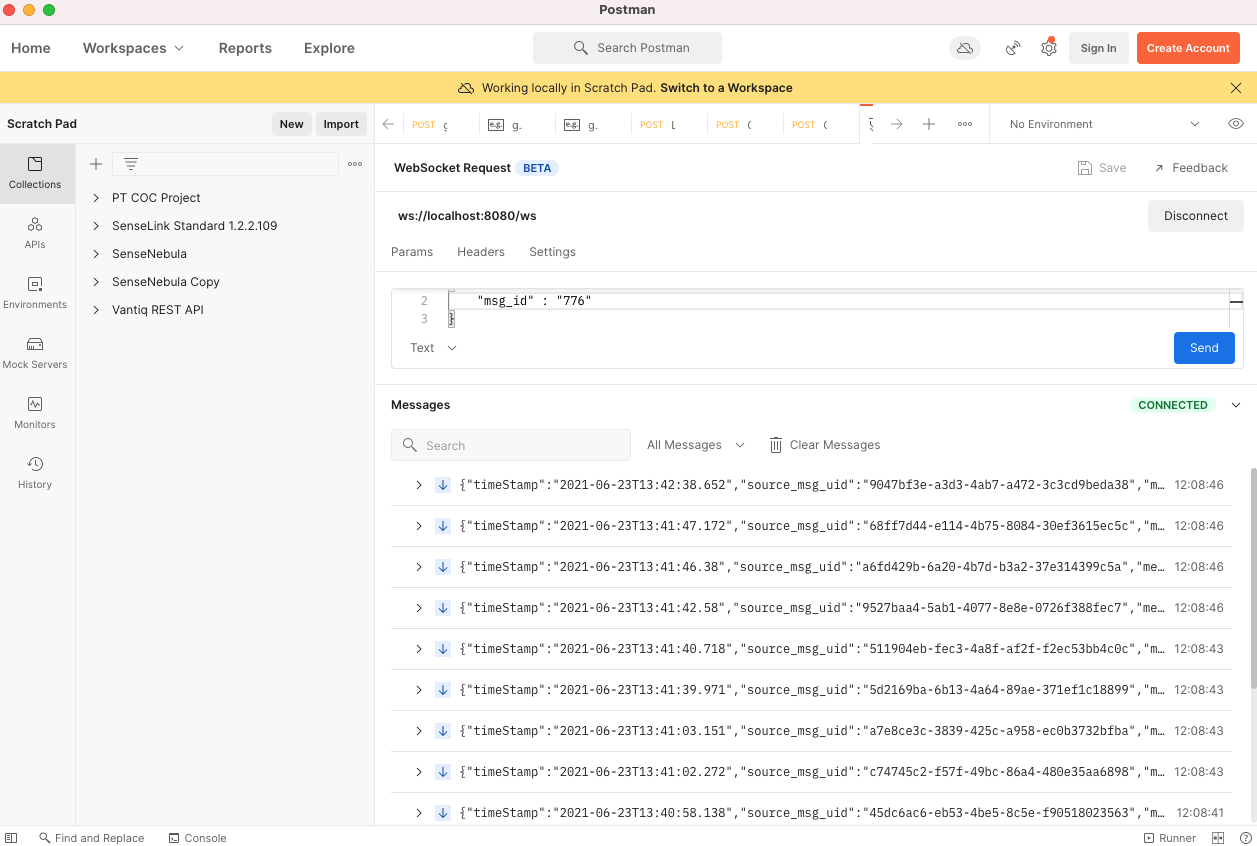 Postman
Home Workspaces Reports Explore Search Postman Sign In Create Account
Working locally in Scratch Pad. Switch to a Workspace
Scratch Pad New Import POST e.g. g.. e.g. g.. POST POST POST No Environment
Collections
APIs
Environments
Mock Servers
Monitors
History
PT COC Project
SenseLink Standard 1.2.2.109
SenseNebula
SenseNebula Copy
Vantiq REST API
WebSocket Request BETA Save Feedback
ws://localhost:8080/ws Disconnect
Params Headers Settings
2 "msg_id" : "776"
3 }
Text Send
Messages CONNECTED
Search All Messages Clear Messages
{"timeStamp":"2021-06-23T13:42:38.652","source_msg_uid":"9047bf3e-a3d3-4ab7-a472-3c3cd9beda38","m… 12:08:46
{"timeStamp":"2021-06-23T13:41:47.172","source_msg_uid":"68ff7d44-e114-4b75-8084-30ef3615ec5c","m… 12:08:46
{"timeStamp":"2021-06-23T13:41:46.38","source_msg_uid":"a6fd429b-6a20-4b7d-b3a2-37e314399c5a","me… 12:08:46
{"timeStamp":"2021-06-23T13:41:42.58","source_msg_uid":"9527baa4-5ab1-4077-8e8e-0726f388fec7","me… 12:08:46
{"timeStamp":"2021-06-23T13:41:40.718","source_msg_uid":"511904eb-fec3-4a8f-af2f-f2ec53bb4c0c","m… 12:08:43
{"timeStamp":"2021-06-23T13:41:39.971","source_msg_uid":"5d2169ba-6b13-4a64-89ae-371ef1c18899","m… 12:08:43
{"timeStamp":"2021-06-23T13:41:03.151","source_msg_uid":"a7e8ce3c-3839-425c-a958-ec0b3732bfba","m… 12:08:43
{"timeStamp":"2021-06-23T13:41:02.272","source_msg_uid":"c74745c2-f57f-49bc-86a4-480e35aa6898","m… 12:08:43
{"timeStamp":"2021-06-23T13:40:58.138","source_msg_uid":"45dc6ac6-eb53-4be5-8c5e-f90518023563","m… 12:08:41
Find and Replace Console Runner